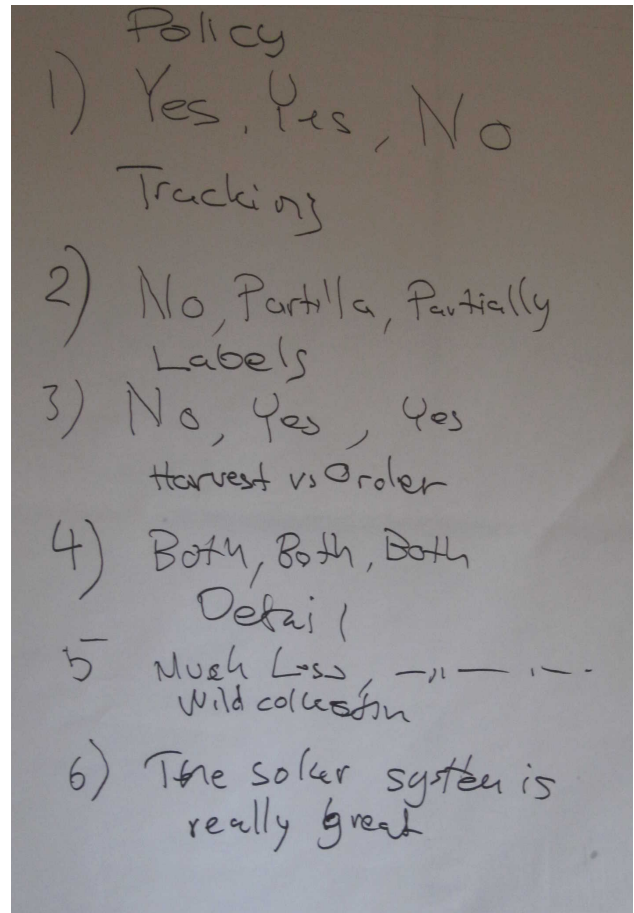 Policy
1) Yes, Yes, No
Tracking
2) No, Partilla, Partially
Labels
3) No, Yes, Yes
Harvest vs Order
4) Both, Both, Both
Detail
5 Much Less, -,,- -,,-
Wild collection
6) The solar system is
really great